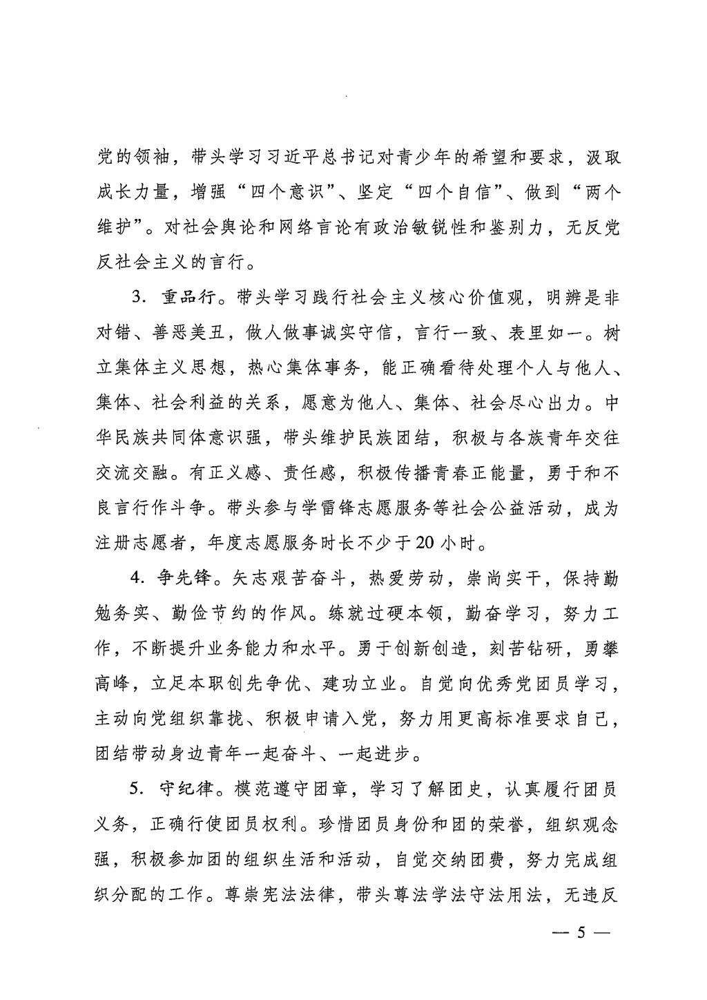 党的领袖，带头学习习近平总书记对青少年的希望和要求，汲取
成长力量，增强“四个意识”、坚定“四个自信”、做到“两个
维护”。对社会舆论和网络言论有政治敏锐性和鉴别力，无反党
反社会主义的言行。
3. 重品行。带头学习践行社会主义核心价值观，明辨是非
对错、善恶美丑，做人做事诚实守信，言行一致、表里如一。树
立集体主义思想，热心集体事务，能正确看待处理个人与他人、
集体、社会利益的关系，愿意为他人、集体、社会尽心出力。中
华民族共同体意识强，带头维护民族团结，积极与各族青年交往
交流交融。有正义感、责任感，积极传播青春正能量，勇于和不
良言行作斗争。带头参与学雷锋志愿服务等社会公益活动，成为
注册志愿者，年度志愿服务时长不少于 20 小时。
4. 争先锋。矢志艰苦奋斗，热爱劳动，崇尚实干，保持勤
勉务实、勤俭节约的作风。练就过硬本领，勤奋学习，努力工
作，不断提升业务能力和水平。勇于创新创造，刻苦钻研，勇攀
高峰，立足本职创先争优、建功立业。自觉向优秀党团员学习，
主动向党组织靠拢、积极申请入党，努力用更高标准要求自己，
团结带动身边青年一起奋斗、一起进步。
5. 守纪律。模范遵守团章，学习了解团史，认真履行团员
义务，正确行使团员权利。珍惜团员身份和团的荣誉，组织观念
强，积极参加团的组织生活和活动，自觉交纳团费，努力完成组
织分配的工作。尊崇宪法法律，带头尊法学法守法用法，无违反
— 5 —